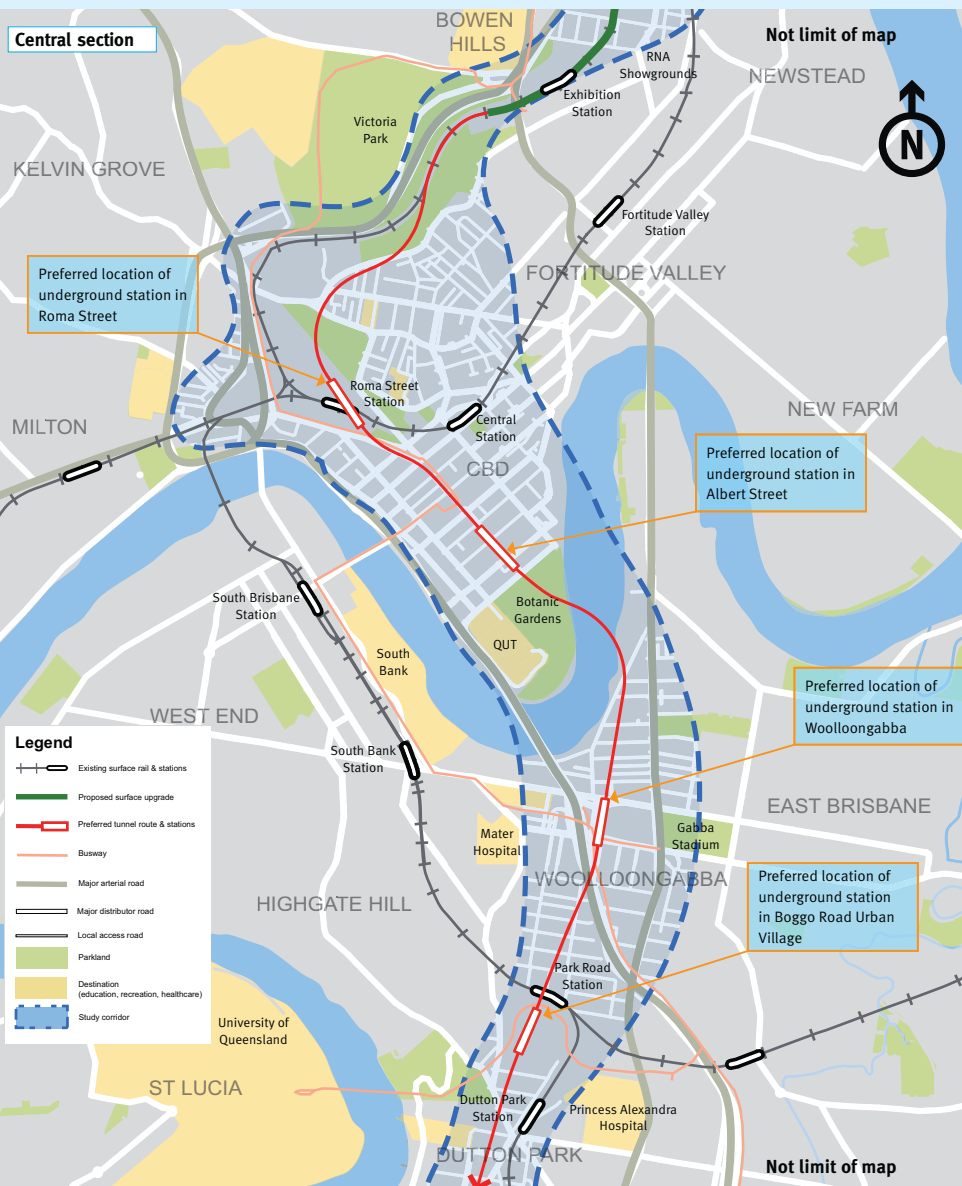 Central section
BOWEN
HILLS
Not limit of map
RNA
Showgrounds
NEWSTEAD
Exhibition
Station
Victoria
Park
N
KELVIN GROVE
Fortitude Valley
Station
Preferred location of
underground station in
Roma Street
FORTITUDE VALLEY
Roma Street
Station
NEW FARM
MILTON
Central
Station
CBD
Preferred location of
underground station in
Albert Street
South Brisbane
Station
Botanic
Gardens
QUT
South
Bank
Preferred location of
underground station in
Woolloongabba
WEST END
South Bank
Station
Legend
Existing surface rail & stations
Proposed surface upgrade
Preferred tunnel route & stations
Busway
Major arterial road
Major distributor road
Local access road
Parkland
Destination
(education, recreation, healthcare)
Study corridor
EAST BRISBANE
Mater
Hospital
Gabba
Stadium
WOOLLOONGABBA
Preferred location of
underground station
in Boggo Road Urban
Village
HIGHGATE HILL
Park Road
Station
University of
Queensland
ST LUCIA
Dutton Park
Station
Princess Alexandra
Hospital
DUTTON PARK
Not limit of map